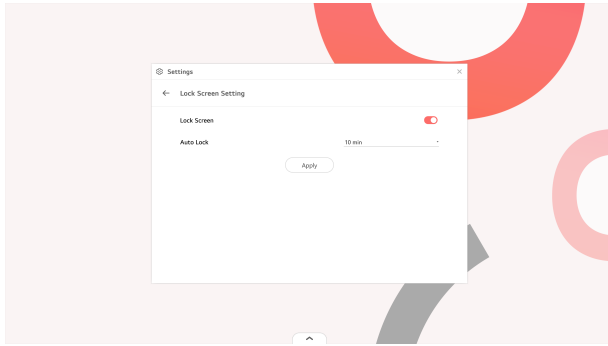 Settings
Lock Screen Setting
Lock Screen
Auto Lock
10 min
Apply